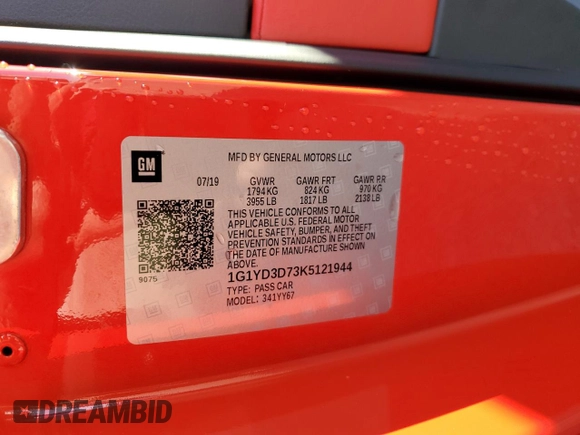 GM
MFD BY GENERAL MOTORS LLC
07/19 GVWR GAWR FRT GAWR RR
1794 KG 824 KG 970 KG
3955 LB 1817 LB 2138 LB
THIS VEHICLE CONFORMS TO ALL
APPLICABLE U.S. FEDERAL MOTOR
VEHICLE SAFETY, BUMPER, AND THEFT
PREVENTION STANDARDS IN EFFECT ON
THE DATE OF MANUFACTURE SHOWN
ABOVE.
9075
1G1YD3D73K5121944
TYPE: PASS CAR
MODEL: 341YY67
DREAMBID